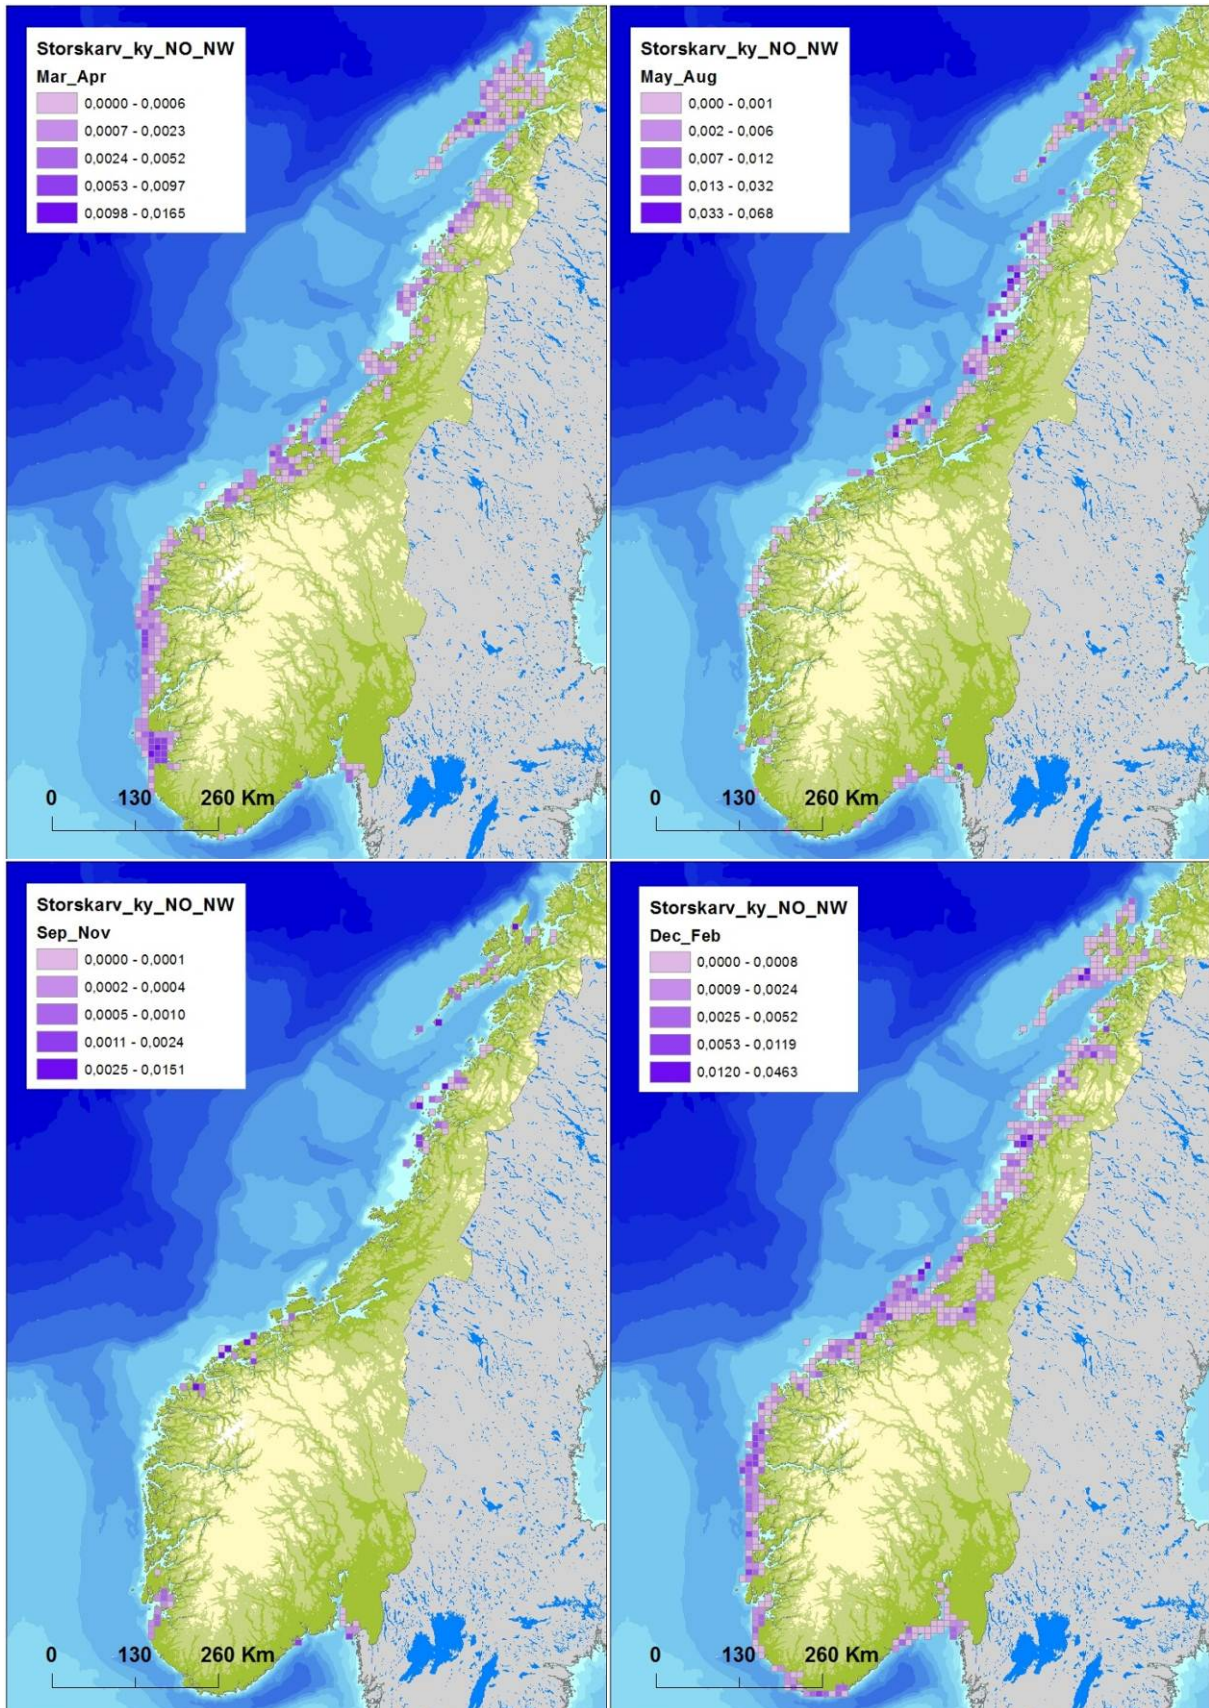 Storskarv_ky_NO_NW
Mar_Apr
0,0000 - 0,0006
0,0007 - 0,0023
0,0024 - 0,0052
0,0053 - 0,0097
0,0098 - 0,0165
0 130 260 Km
Storskarv_ky_NO_NW
May_Aug
0,000 - 0,001
0,002 - 0,006
0,007 - 0,012
0,013 - 0,032
0,033 - 0,068
0 130 260 Km
Storskarv_ky_NO_NW
Sep_Nov
0,0000 - 0,0001
0,0002 - 0,0004
0,0005 - 0,0010
0,0011 - 0,0024
0,0025 - 0,0151
0 130 260 Km
Storskarv_ky_NO_NW
Dec_Feb
0,0000 - 0,0008
0,0009 - 0,0024
0,0025 - 0,0052
0,0053 - 0,0119
0,0120 - 0,0463
0 130 260 Km